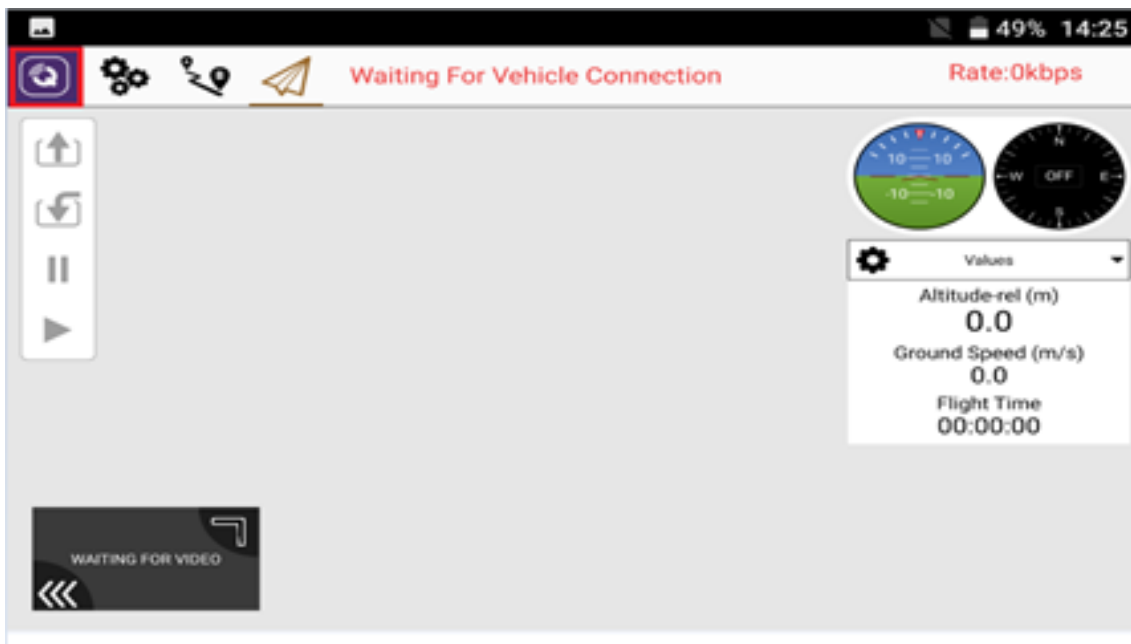 49% 14:25
Waiting For Vehicle Connection Rate:0kbps
10 10
-10 -10
N
W OFF E
S
Values
Altitude-rel (m)
0.0
Ground Speed (m/s)
0.0
Flight Time
00:00:00
WAITING FOR VIDEO